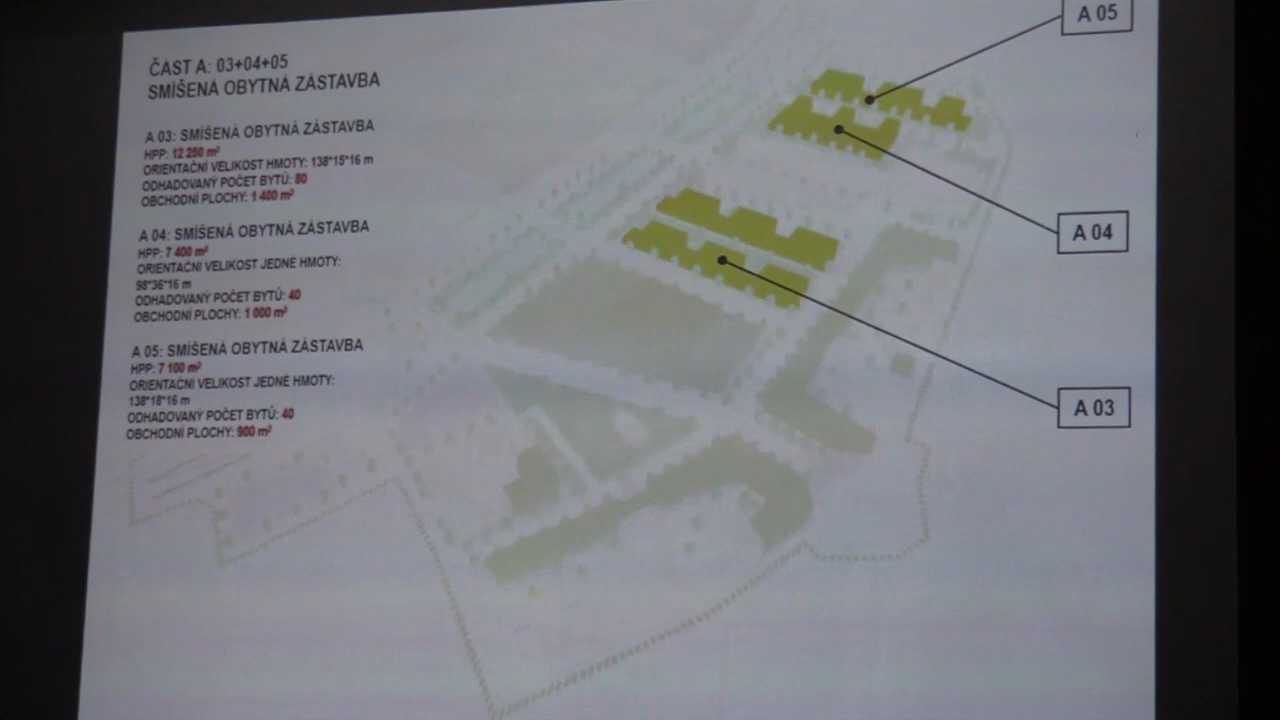 ČÁST A: 03+04+05
SMÍŠENÁ OBYTNÁ ZÁSTAVBA
A 03: SMÍŠENÁ OBYTNÁ ZÁSTAVBA
HPP: 12 250 m²
ORIENTAČNÍ VELIKOST HMOTY: 138*15*16 m
ODHADOVANÝ POČET BYTŮ: 80
OBCHODNÍ PLOCHY: 1 400 m²
A 04: SMÍŠENÁ OBYTNÁ ZÁSTAVBA
HPP: 7 400 m²
ORIENTAČNÍ VELIKOST JEDNÉ HMOTY:
98*36*16 m
ODHADOVANÝ POČET BYTŮ: 40
OBCHODNÍ PLOCHY: 1 000 m²
A 05: SMÍŠENÁ OBYTNÁ ZÁSTAVBA
HPP: 7 100 m²
ORIENTAČNÍ VELIKOST JEDNÉ HMOTY:
138*18*16 m
ODHADOVANÝ POČET BYTŮ: 40
OBCHODNÍ PLOCHY: 900 m²
A 05
A 04
A 03